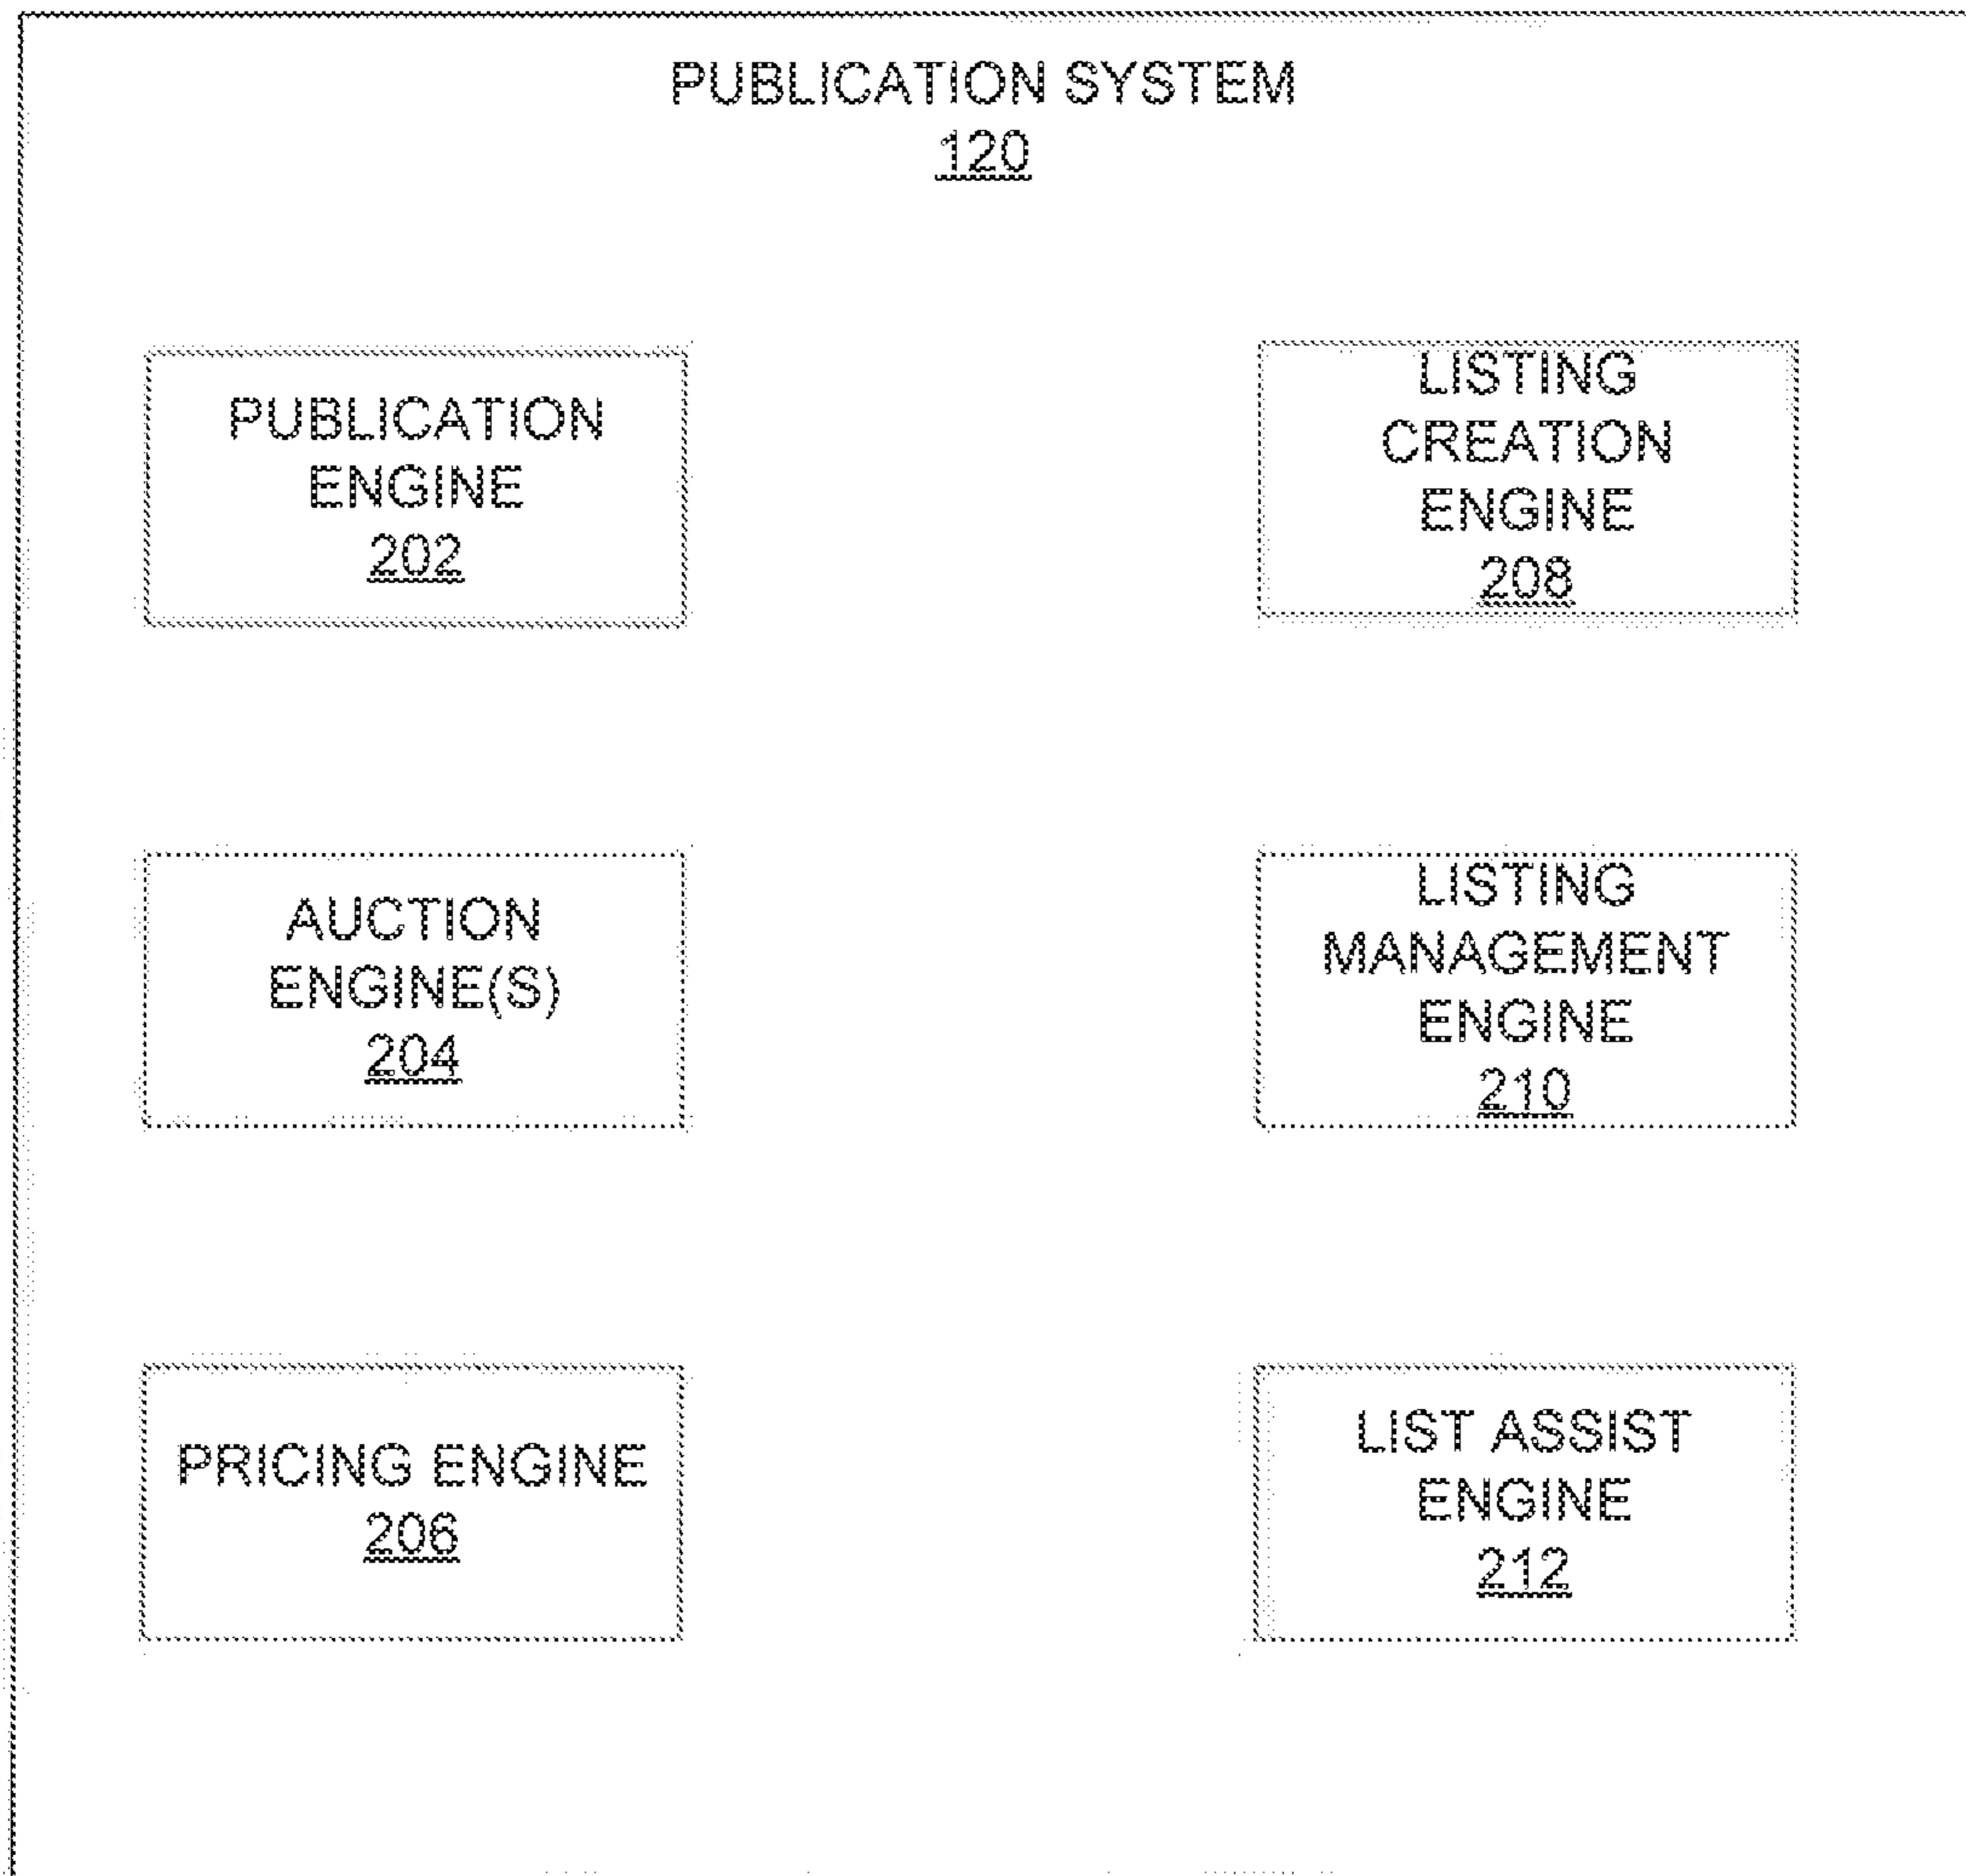 PUBLICATION SYSTEM
120
PUBLICATION
ENGINE
202
LISTING
CREATION
ENGINE
208
AUCTION
ENGINE(S)
204
LISTING
MANAGEMENT
ENGINE
210
PRICING ENGINE
206
LIST ASSIST
ENGINE
212